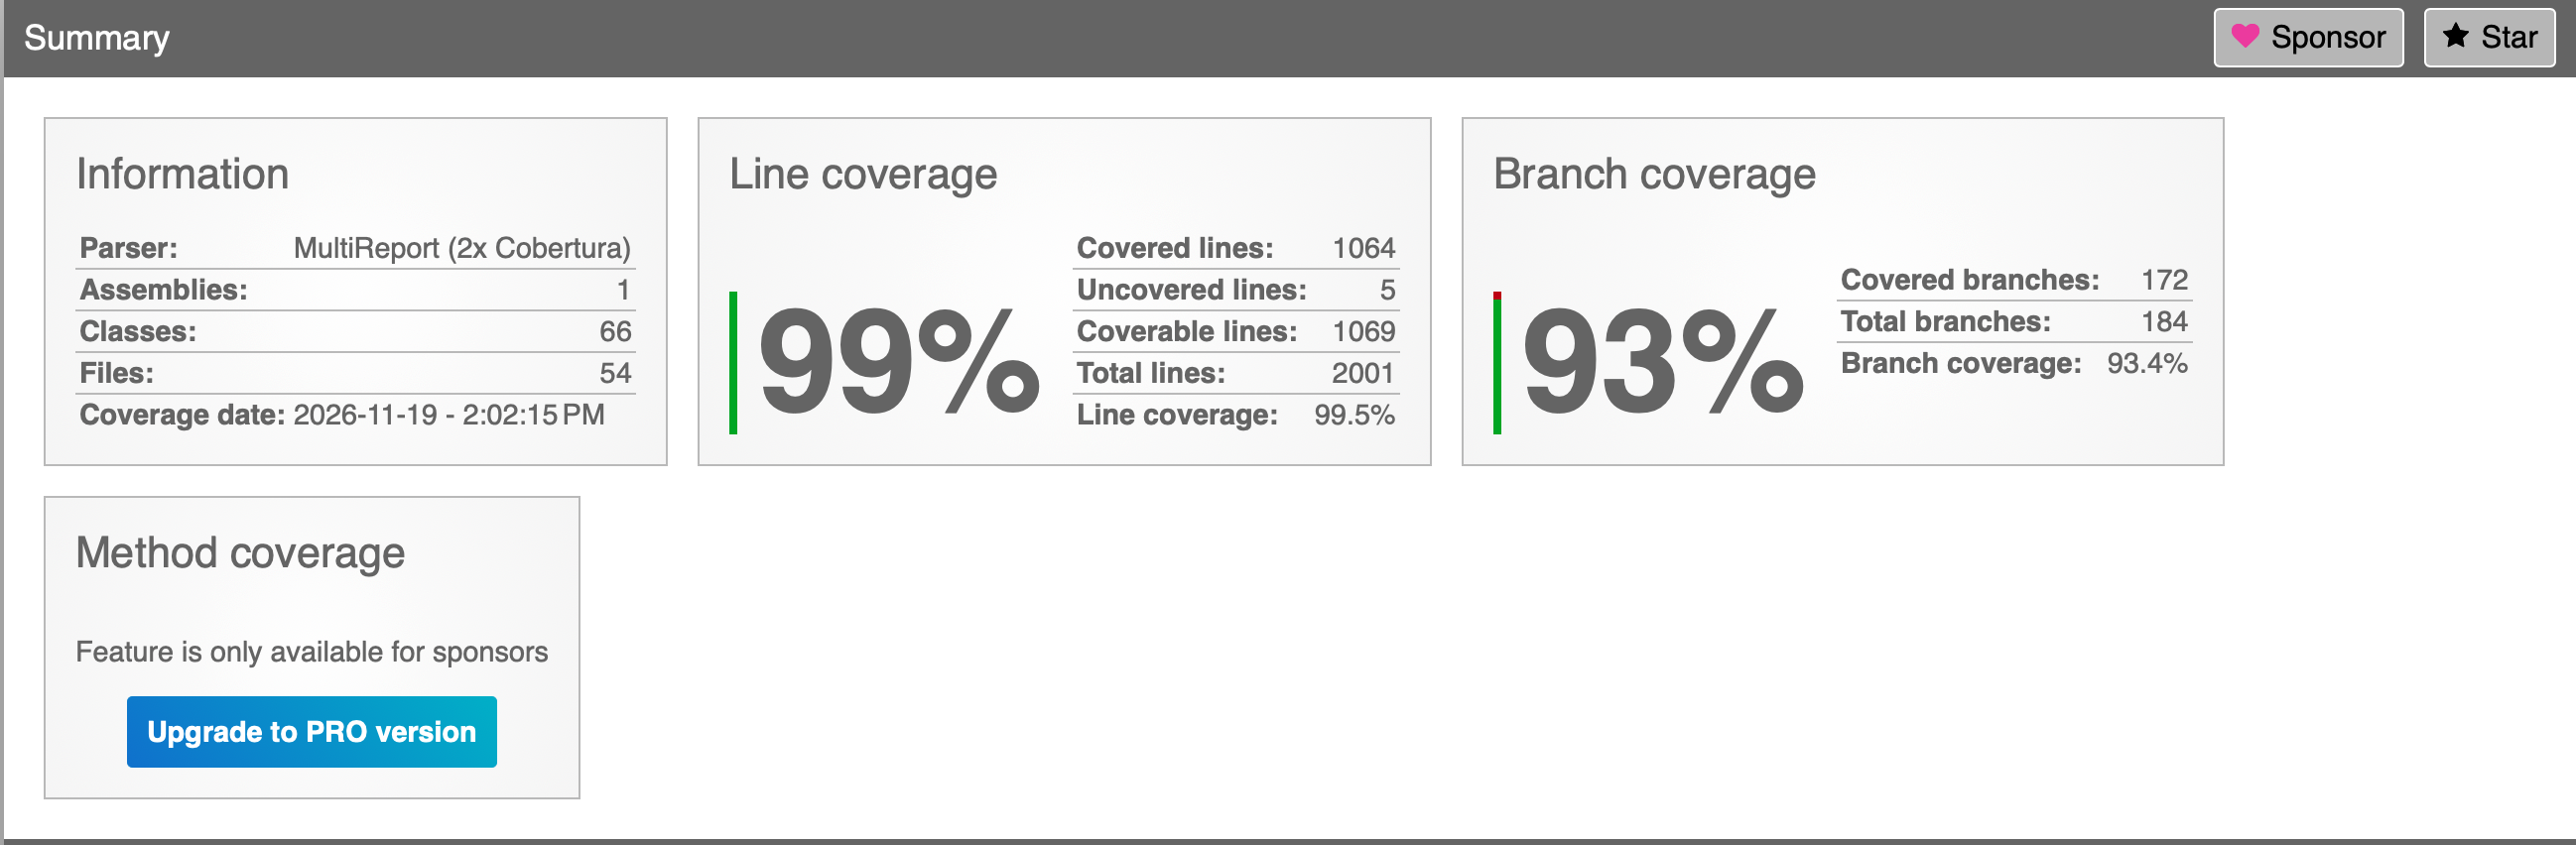 Summary
Sponsor
Star
Information
Parser: MultiReport (2x Cobertura)
Assemblies: 1
Classes: 66
Files: 54
Coverage date: 2026-11-19 - 2:02:15 PM
Line coverage
99%
Covered lines: 1064
Uncovered lines: 5
Coverable lines: 1069
Total lines: 2001
Line coverage: 99.5%
Branch coverage
93%
Covered branches: 172
Total branches: 184
Branch coverage: 93.4%
Method coverage
Feature is only available for sponsors
Upgrade to PRO version